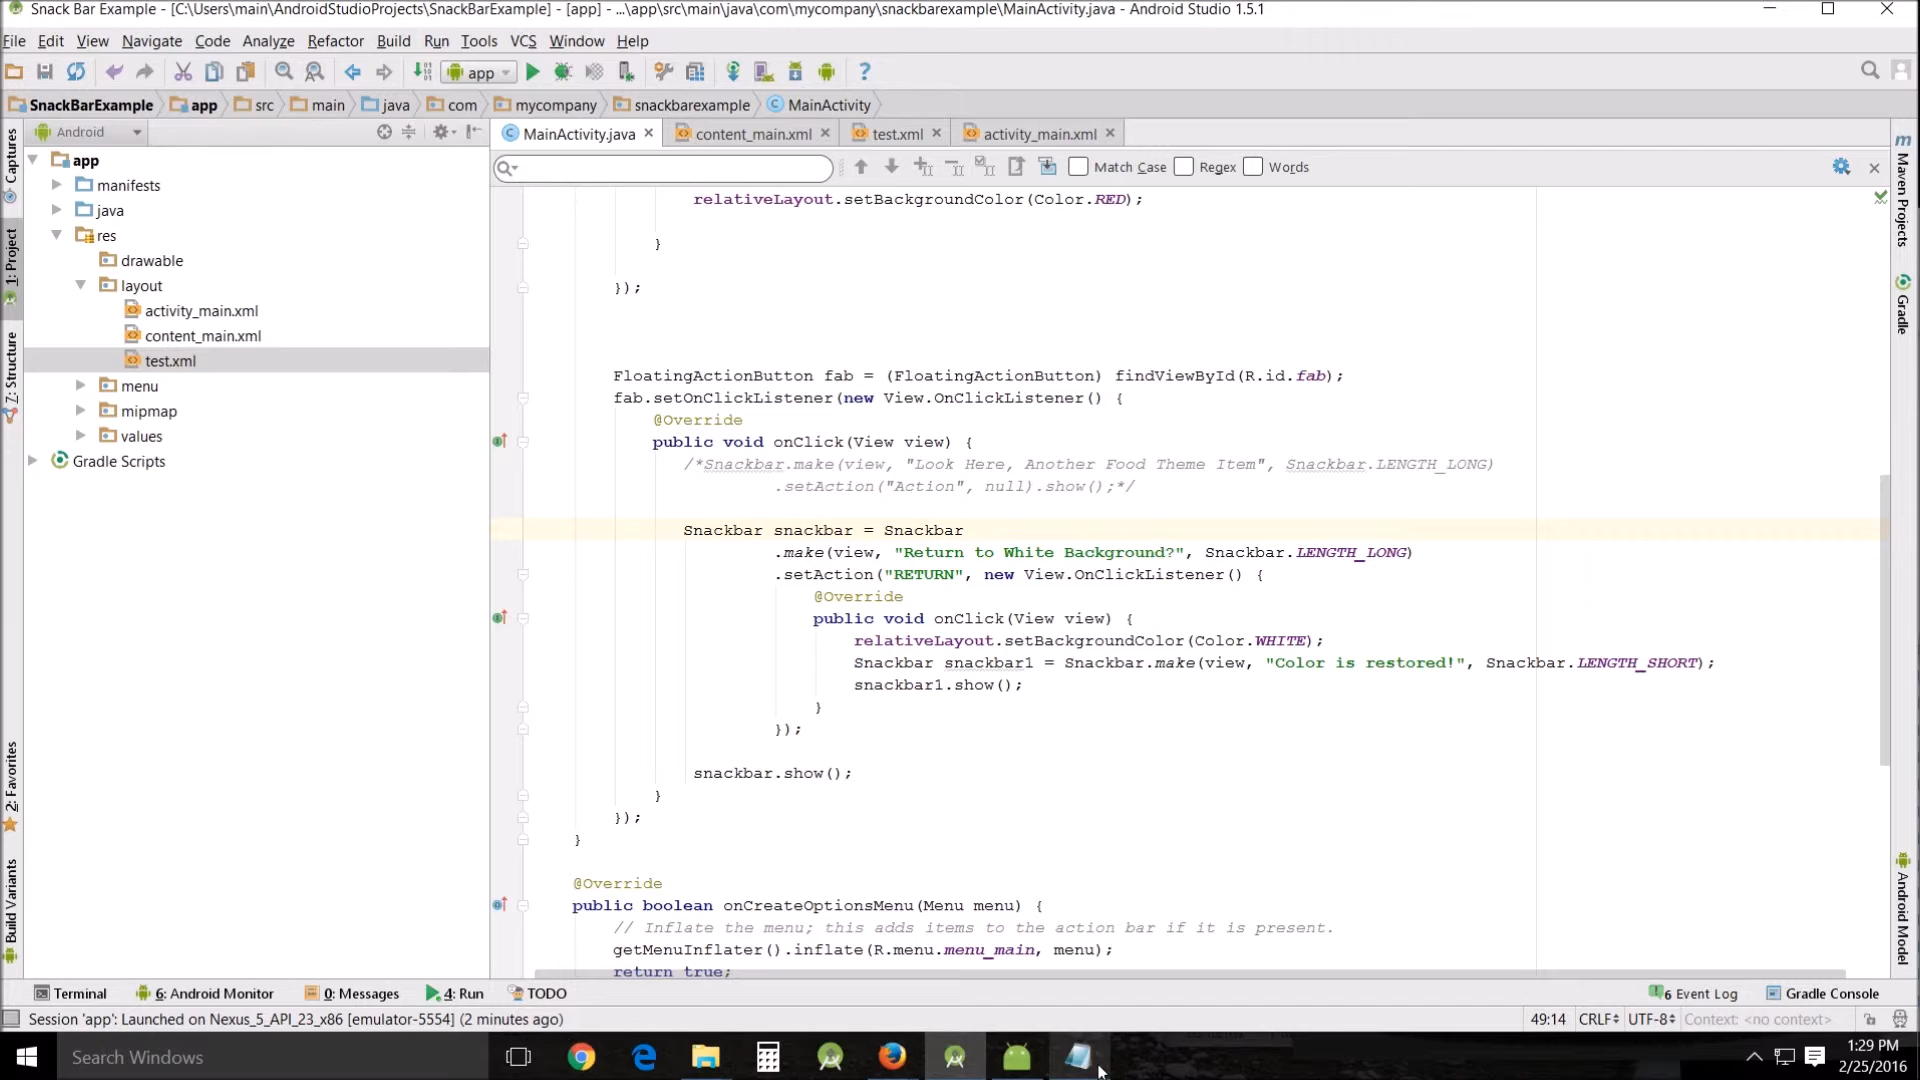 Snack Bar Example - [C:\Users\main\AndroidStudioProjects\SnackBarExample] - [app] - ...\app\src\main\java\com\mycompany\snackbarexample\MainActivity.java - Android Studio 1.5.1
File Edit View Navigate Code Analyze Refactor Build Run Tools VCS Window Help
app
SnackBarExample app src main java com mycompany snackbarexample MainActivity
Android
MainActivity.java content_main.xml test.xml activity_main.xml
Match Case Regex Words
Captures
1: Project
7: Structure
2: Favorites
Build Variants
app
manifests
java
res
drawable
layout
activity_main.xml
content_main.xml
test.xml
menu
mipmap
values
Gradle Scripts
relativeLayout.setBackgroundColor(Color.RED);
}
});
FloatingActionButton fab = (FloatingActionButton) findViewById(R.id.fab);
fab.setOnClickListener(new View.OnClickListener() {
@Override
public void onClick(View view) {
/*Snackbar.make(view, "Look Here, Another Food Theme Item", Snackbar.LENGTH_LONG)
.setAction("Action", null).show();*/
Snackbar snackbar = Snackbar
.make(view, "Return to White Background?", Snackbar.LENGTH_LONG)
.setAction("RETURN", new View.OnClickListener() {
@Override
public void onClick(View view) {
relativeLayout.setBackgroundColor(Color.WHITE);
Snackbar snackbar1 = Snackbar.make(view, "Color is restored!", Snackbar.LENGTH_SHORT);
snackbar1.show();
}
});
snackbar.show();
}
});
}
@Override
public boolean onCreateOptionsMenu(Menu menu) {
// Inflate the menu; this adds items to the action bar if it is present.
getMenuInflater().inflate(R.menu.menu_main, menu);
return true;
m
Maven Projects
Gradle
Android Model
Terminal 6: Android Monitor 0: Messages 4: Run TODO 6 Event Log Gradle Console
Session 'app': Launched on Nexus_5_API_23_x86 [emulator-5554] (2 minutes ago) 49:14 CRLF UTF-8 Context: <no context>
Search Windows
1:29 PM
2/25/2016